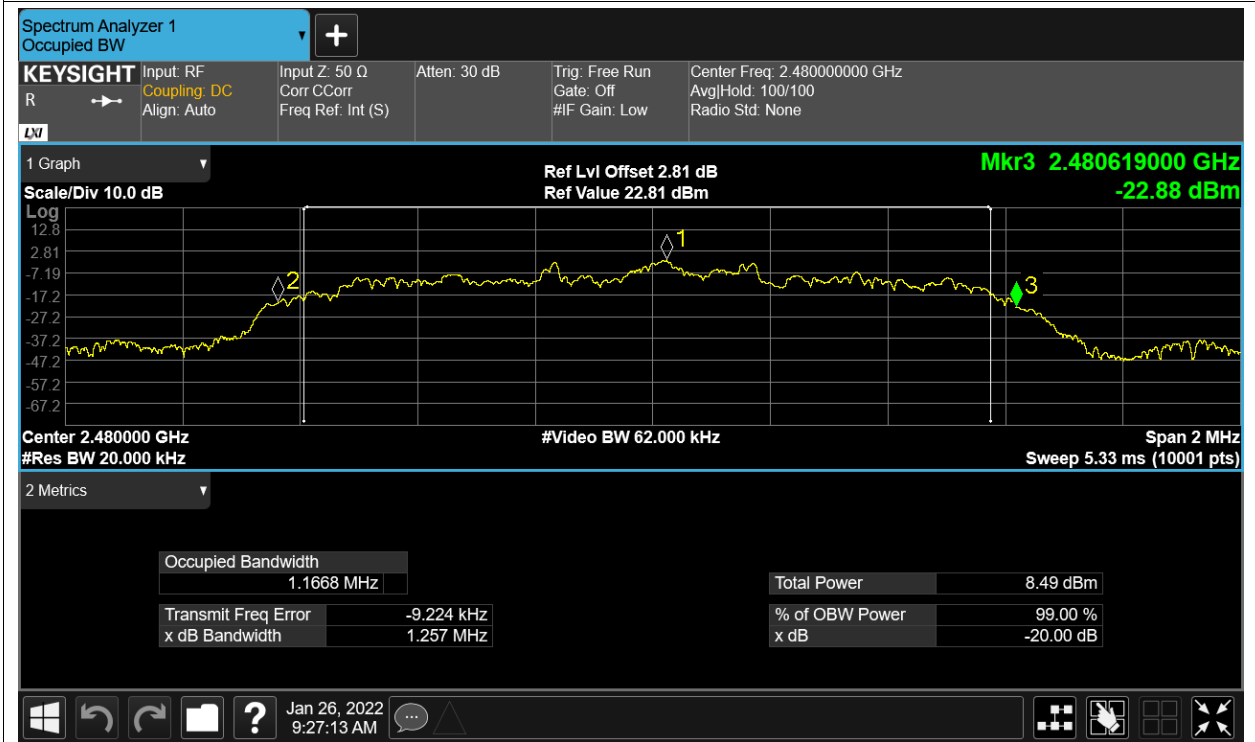 Spectrum Analyzer 1
Occupied BW
KEYSIGHT
R
LXI
Input: RF
Coupling: DC
Align: Auto
Input Z: 50 Ω
Corr CCorr
Freq Ref: Int (S)
Atten: 30 dB
Trig: Free Run
Gate: Off
#IF Gain: Low
Center Freq: 2.480000000 GHz
Avg|Hold: 100/100
Radio Std: None
1 Graph
Scale/Div 10.0 dB
Ref Lvl Offset 2.81 dB
Ref Value 22.81 dBm
Mkr3 2.480619000 GHz
-22.88 dBm
Log
12.8
2.81
-7.19
-17.2
-27.2
-37.2
-47.2
-57.2
-67.2
1
2
3
Center 2.480000 GHz
#Res BW 20.000 kHz
#Video BW 62.000 kHz
Span 2 MHz
Sweep 5.33 ms (10001 pts)
2 Metrics
Occupied Bandwidth
1.1668 MHz
Transmit Freq Error -9.224 kHz
x dB Bandwidth 1.257 MHz
Total Power 8.49 dBm
% of OBW Power 99.00 %
x dB -20.00 dB
?
Jan 26, 2022
9:27:13 AM